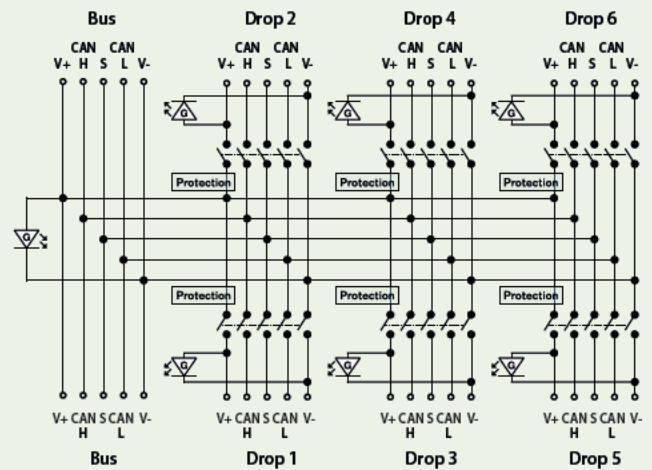 Bus Drop 2 Drop 4 Drop 6
CAN CAN CAN CAN CAN CAN CAN CAN
V+ H S L V- V+ H S L V- V+ H S L V- V+ H S L V-
G G G
Protection Protection Protection
G
Protection Protection Protection
G G G
V+ CAN S CAN V- V+ CAN S CAN V- V+ CAN S CAN V- V+ CAN S CAN V-
H L H L H L H L
Bus Drop 1 Drop 3 Drop 5